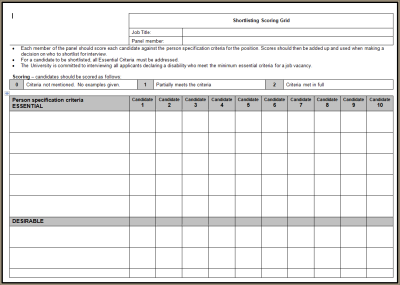 Shortlisting Scoring Grid
Job Title:
Panel member:
• Each member of the panel should score each candidate against the person specification criteria for the position. Scores should then be added up and used when making
a decision on who to shortlist for interview.
• For a candidate to be shortlisted, all Essential Criteria must be addressed.
• The University is committed to interviewing all applicants declaring a disability who meet the minimum essential criteria for a job vacancy.
Scoring – candidates should be scored as follows:
0 Criteria not mentioned. No examples given. 1 Partially meets the criteria 2 Criteria met in full
Person specification criteria Candidate Candidate Candidate Candidate Candidate Candidate Candidate Candidate Candidate Candidate
ESSENTIAL 1 2 3 4 5 6 7 8 9 10
DESIRABLE